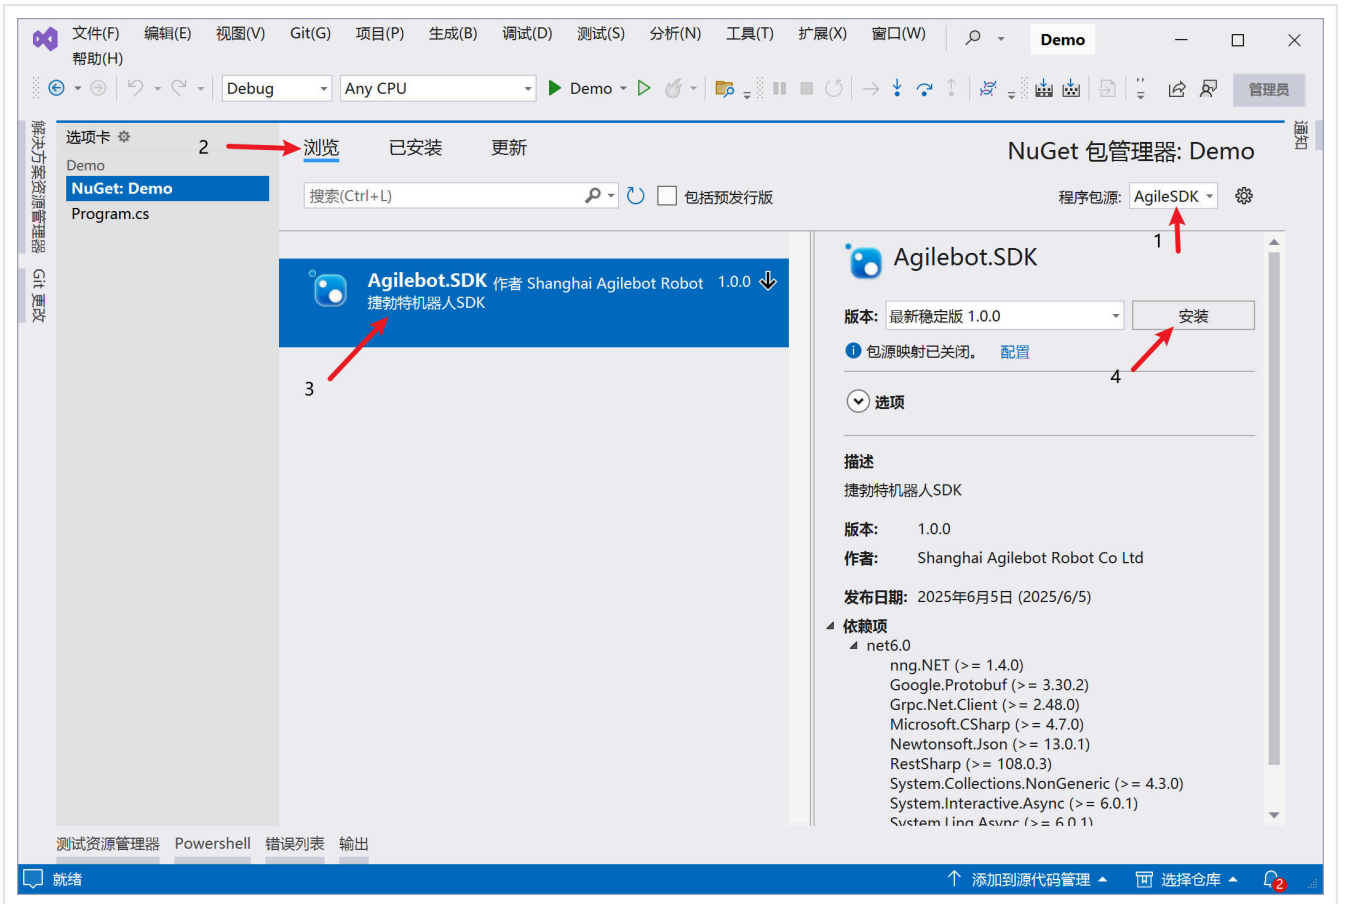 文件(F) 编辑(E) 视图(V) Git(G) 项目(P) 生成(B) 调试(D) 测试(S) 分析(N) 工具(T) 扩展(X) 窗口(W) Demo
帮助(H)
Debug Any CPU Demo 管理员
解决方案资源管理器
Git 更改
选项卡
Demo
NuGet: Demo
Program.cs
2
浏览 已安装 更新
NuGet 包管理器: Demo
通知
搜索(Ctrl+L) 包括预发行版
程序包源: AgileSDK
1
Agilebot.SDK 作者 Shanghai Agilebot Robot 1.0.0
捷勃特机器人SDK
3
Agilebot.SDK
版本: 最新稳定版 1.0.0 安装
包源映射已关闭。 配置
4
选项
描述
捷勃特机器人SDK
版本: 1.0.0
作者: Shanghai Agilebot Robot Co Ltd
发布日期: 2025年6月5日 (2025/6/5)
依赖项
net6.0
nng.NET (>= 1.4.0)
Google.Protobuf (>= 3.30.2)
Grpc.Net.Client (>= 2.48.0)
Microsoft.CSharp (>= 4.7.0)
Newtonsoft.Json (>= 13.0.1)
RestSharp (>= 108.0.3)
System.Collections.NonGeneric (>= 4.3.0)
System.Interactive.Async (>= 6.0.1)
System.Linq.Async (>= 6.0.1)
测试资源管理器 Powershell 错误列表 输出
就绪 添加到源代码管理 选择仓库 2